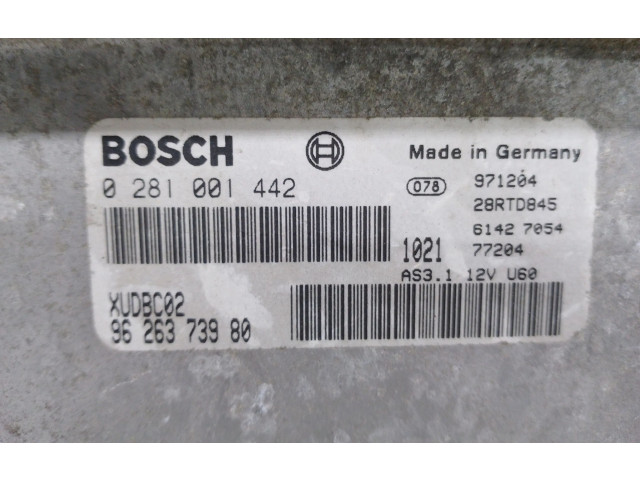 BOSCH
Made in Germany
0 281 001 442
078 971204
28RTD845
6142 7054
1021 77204
AS3.1 12V U60
XUDBC02
96 263 739 80